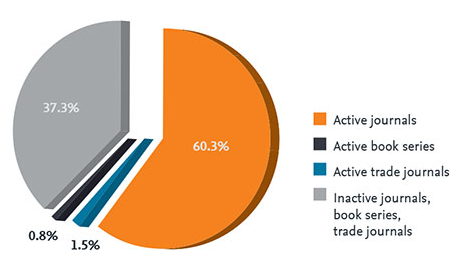 37.3%
60.3%
0.8%
1.5%
Active journals
Active book series
Active trade journals
Inactive journals,
book series,
trade journals